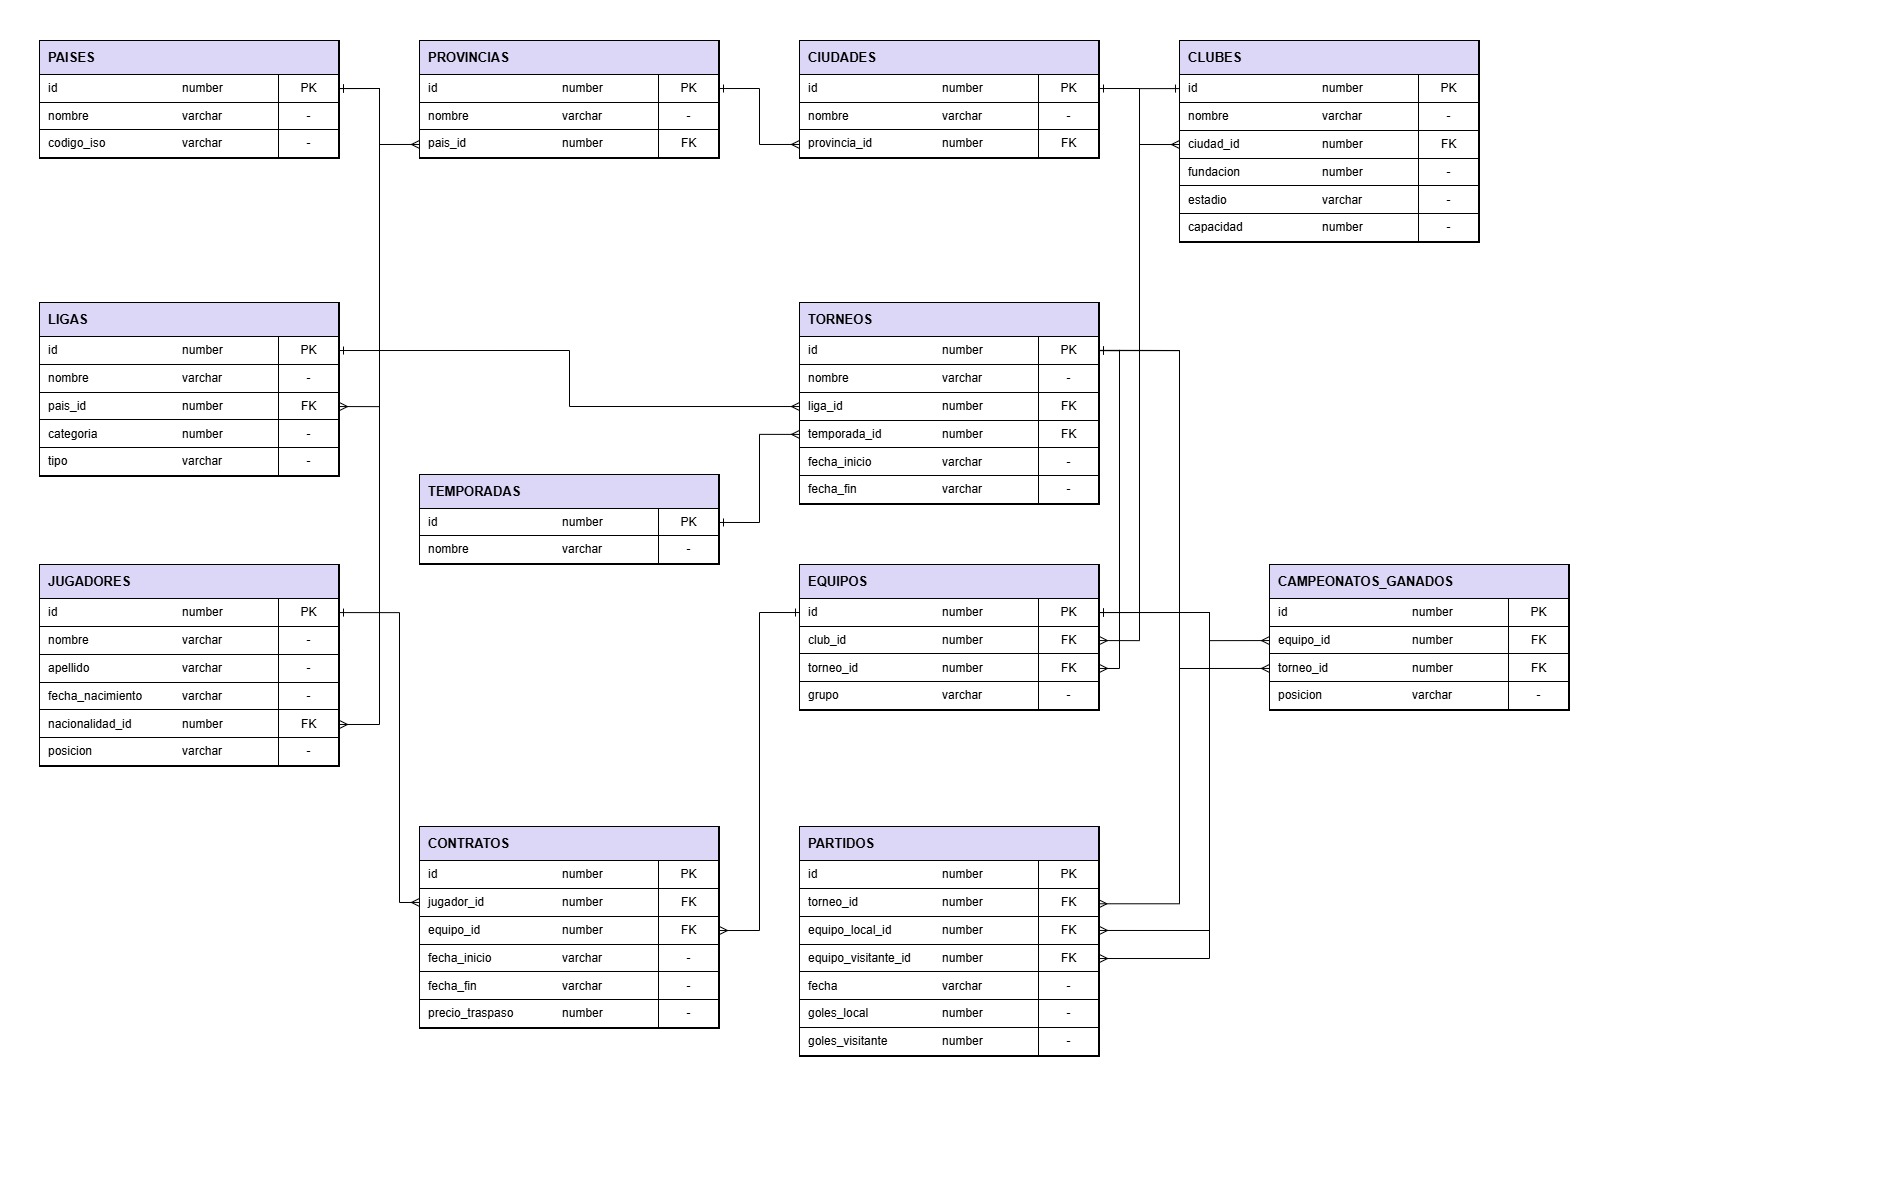 PAISES
id number PK
nombre varchar -
codigo_iso varchar -
PROVINCIAS
id number PK
nombre varchar -
pais_id number FK
CIUDADES
id number PK
nombre varchar -
provincia_id number FK
CLUBES
id number PK
nombre varchar -
ciudad_id number FK
fundacion number -
estadio varchar -
capacidad number -
LIGAS
id number PK
nombre varchar -
pais_id number FK
categoria number -
tipo varchar -
TORNEOS
id number PK
nombre varchar -
liga_id number FK
temporada_id number FK
fecha_inicio varchar -
fecha_fin varchar -
TEMPORADAS
id number PK
nombre varchar -
JUGADORES
id number PK
nombre varchar -
apellido varchar -
fecha_nacimiento varchar -
nacionalidad_id number FK
posicion varchar -
EQUIPOS
id number PK
club_id number FK
torneo_id number FK
grupo varchar -
CAMPEONATOS_GANADOS
id number PK
equipo_id number FK
torneo_id number FK
posicion varchar -
CONTRATOS
id number PK
jugador_id number FK
equipo_id number FK
fecha_inicio varchar -
fecha_fin varchar -
precio_traspaso number -
PARTIDOS
id number PK
torneo_id number FK
equipo_local_id number FK
equipo_visitante_id number FK
fecha varchar -
goles_local number -
goles_visitante number -